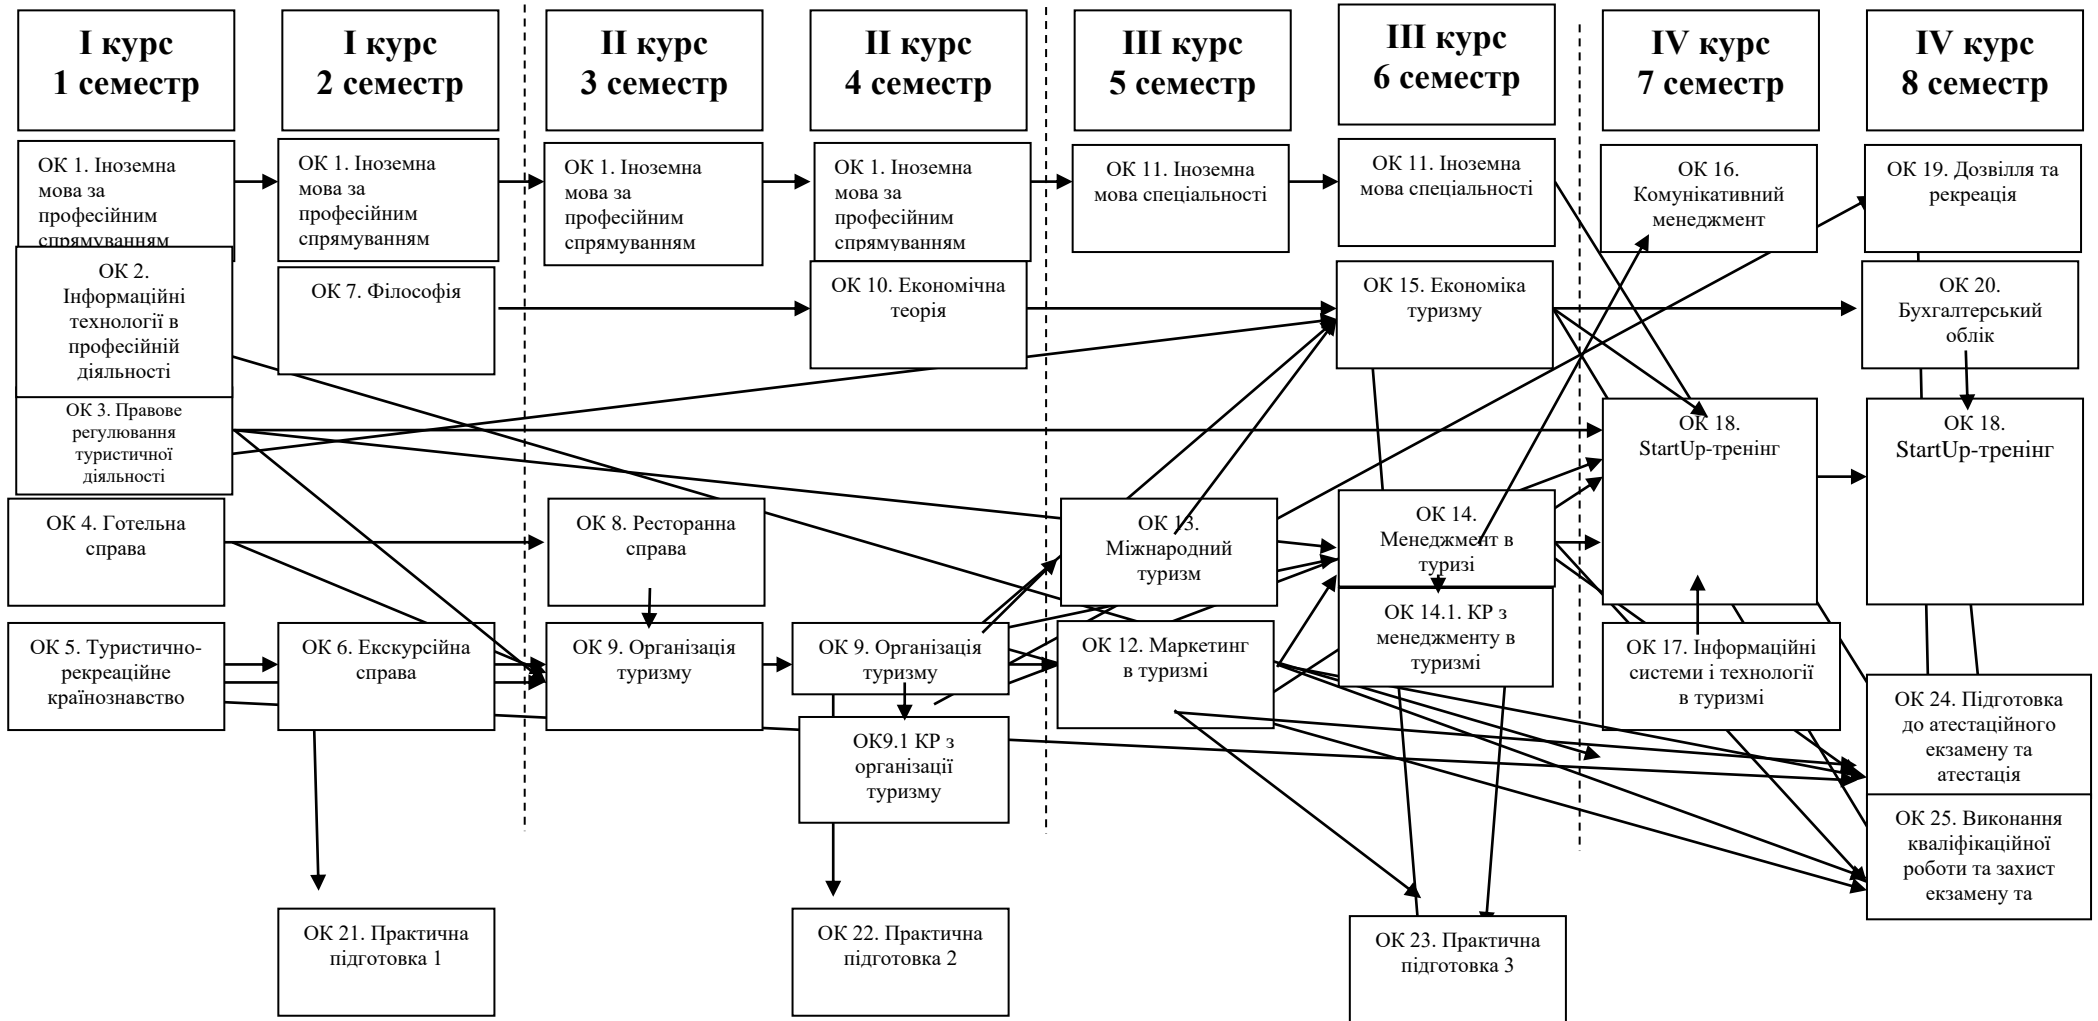 I курс
1 семестр
I курс
2 семестр
II курс
3 семестр
II курс
4 семестр
III курс
5 семестр
III курс
6 семестр
IV курс
7 семестр
IV курс
8 семестр
ОК 1. Іноземна
мова за
професійним
спрямуванням
ОК 1. Іноземна
мова за
професійним
спрямуванням
ОК 1. Іноземна
мова за
професійним
спрямуванням
ОК 1. Іноземна
мова за
професійним
спрямуванням
ОК 11. Іноземна
мова спеціальності
ОК 11. Іноземна
мова спеціальності
ОК 16.
Комунікативний
менеджмент
ОК 19. Дозвілля та
рекреація
ОК 2.
Інформаційні
технології в
професійній
діяльності
ОК 7. Філософія
ОК 10. Економічна
теорія
ОК 15. Економіка
туризму
ОК 20.
Бухгалтерський
облік
ОК 3. Правове
регулювання
туристичної
діяльності
ОК 18.
StartUp-тренінг
ОК 18.
StartUp-тренінг
ОК 4. Готельна
справа
ОК 8. Ресторанна
справа
ОК 13.
Міжнародний
туризм
ОК 14.
Менеджмент в
туризі
ОК 14.1. КР з
менеджменту в
туризмі
ОК 5. Туристично-
рекреаційне
країнознавство
ОК 6. Екскурсійна
справа
ОК 9. Організація
туризму
ОК 9. Організація
туризму
ОК 12. Маркетинг
в туризмі
ОК 17. Інформаційні
системи і технології
в туризмі
ОК 24. Підготовка
до атестаційного
екзамену та
атестація
ОК9.1 КР з
організації
туризму
ОК 25. Виконання
кваліфікаційної
роботи та захист
екзамену та
ОК 21. Практична
підготовка 1
ОК 22. Практична
підготовка 2
ОК 23. Практична
підготовка 3